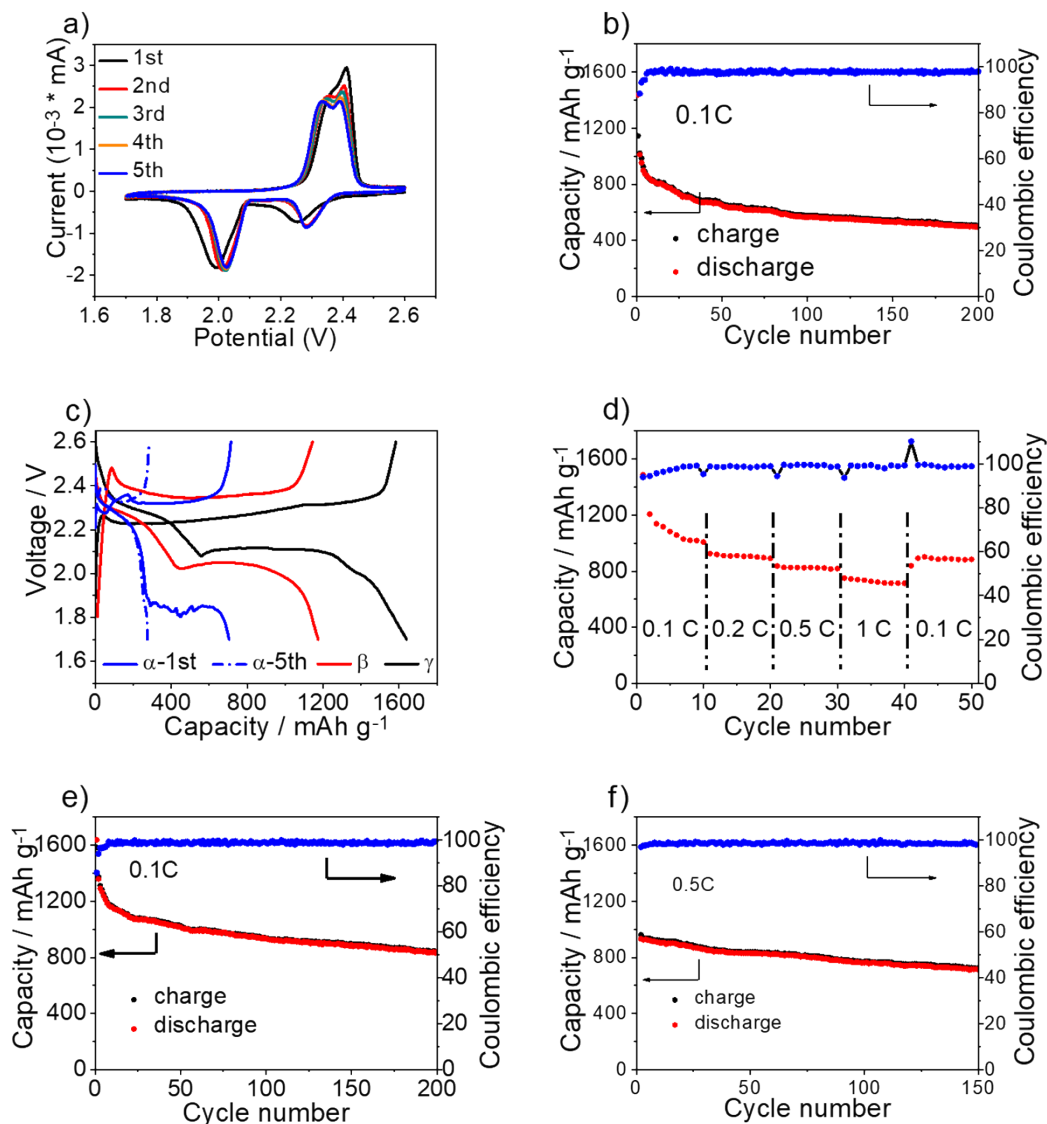 a)
1st
2nd
3rd
4th
5th
3
2
1
0
-1
-2
1.6 1.8 2.0 2.2 2.4 2.6
Current (10-3 * mA)
Potential (V)
b)
1600
1200
800
400
0
100
80
60
40
20
0
0.1C
charge
discharge
0 50 100 150 200
Capacity / mAh g-1
Coulombic efficiency
Cycle number
c)
2.6
2.4
2.2
2.0
1.8
1.6
α-1st α-5th β γ
0 400 800 1200 1600
Voltage / V
Capacity / mAh g-1
d)
1600
1200
800
400
0
100
80
60
40
20
0
0.1 C 0.2 C 0.5 C 1 C 0.1 C
0 10 20 30 40 50
Capacity / mAh g-1
Coulombic efficiency
Cycle number
e)
1600
1200
800
400
0
100
80
60
40
20
0
0.1C
charge
discharge
0 50 100 150 200
Capacity / mAh g-1
Coulombic efficiency
Cycle number
f)
1600
1200
800
400
0
100
80
60
40
20
0
0.5C
charge
discharge
0 50 100 150
Capacity / mAh g-1
Coulombic efficiency
Cycle number